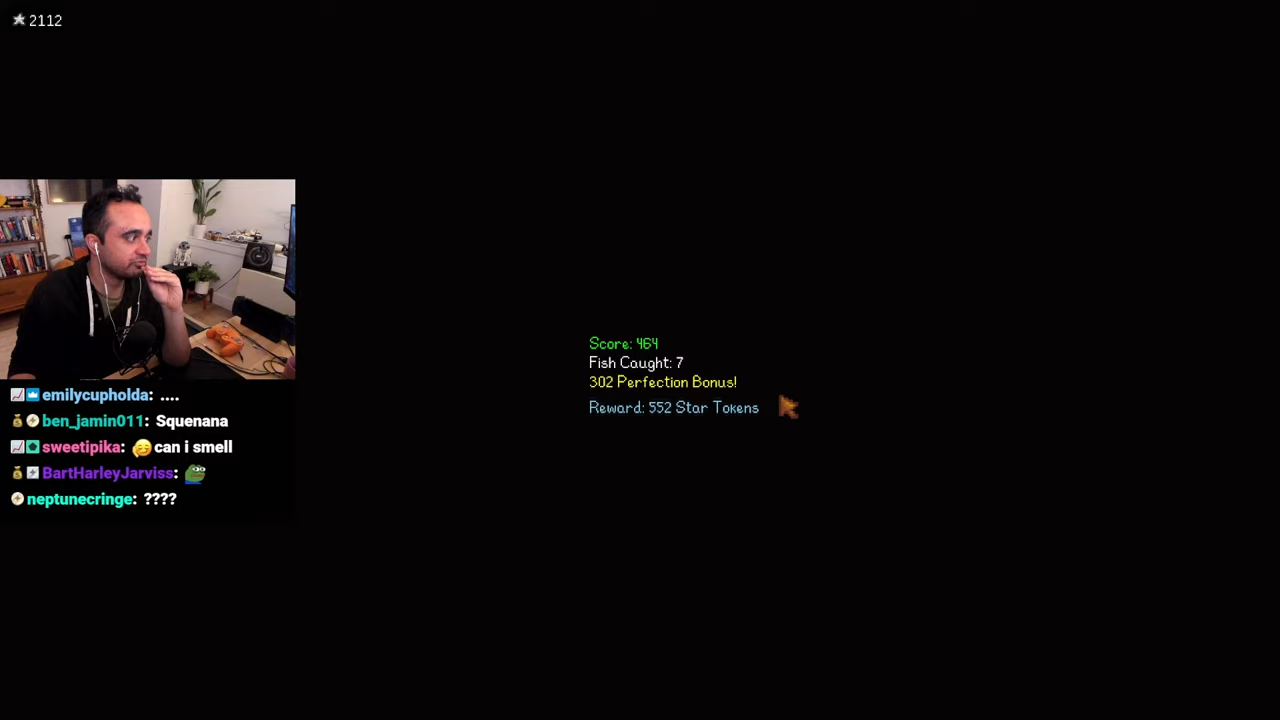 2112
Score: 464
Fish Caught: 7
302 Perfection Bonus!
Reward: 552 Star Tokens
emilycupholda: ....
ben_jamin011: Squenana
sweetipika: can i smell
BartHarleyJarviss:
neptunecringe: ????